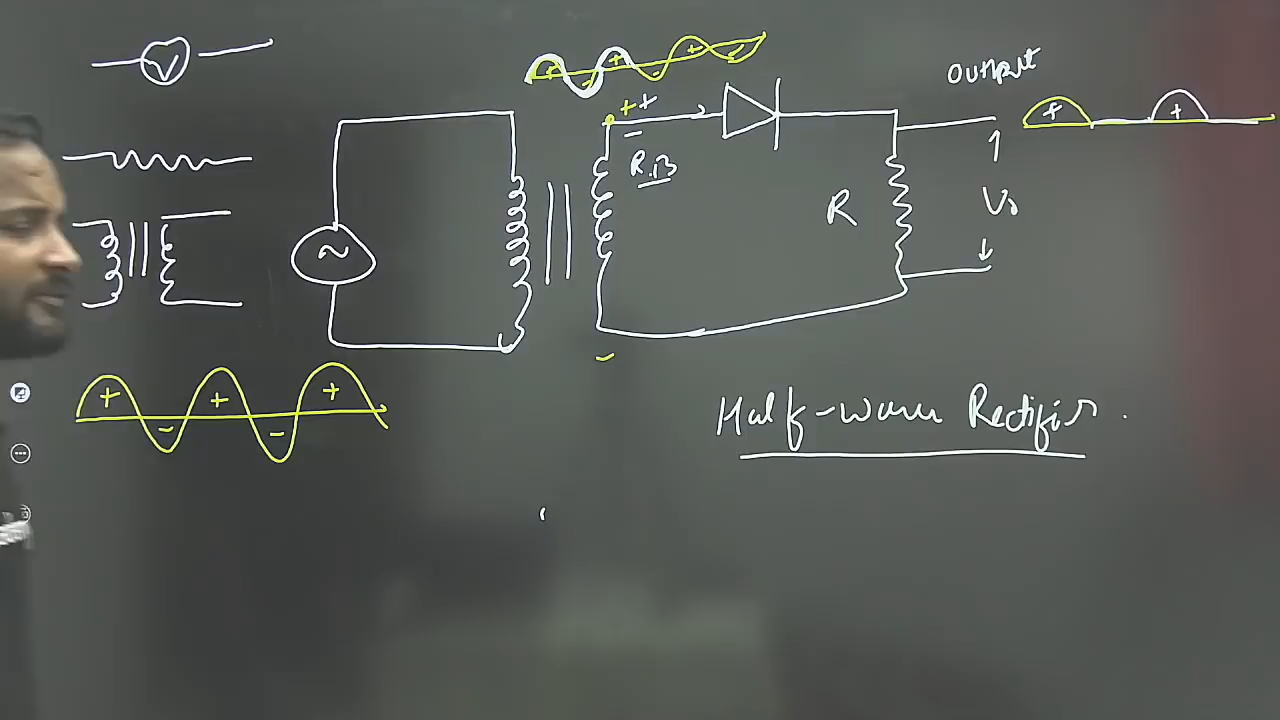 V
output
+ - + - +
+ +
-
R.B
+ +
~
R
Vo
-
+ - + - +
Half-wave Rectifier.